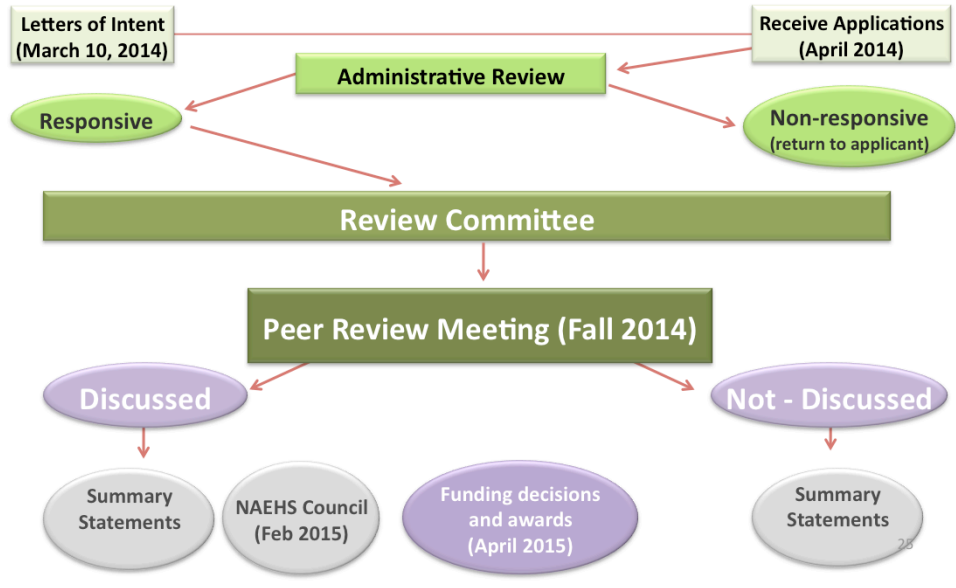 Letters of Intent
(March 10, 2014)
Receive Applications
(April 2014)
Administrative Review
Responsive
Non-responsive
(return to applicant)
Review Committee
Peer Review Meeting (Fall 2014)
Discussed
Not - Discussed
Summary
Statements
NAEHS Council
(Feb 2015)
Funding decisions
and awards
(April 2015)
Summary
Statements
25